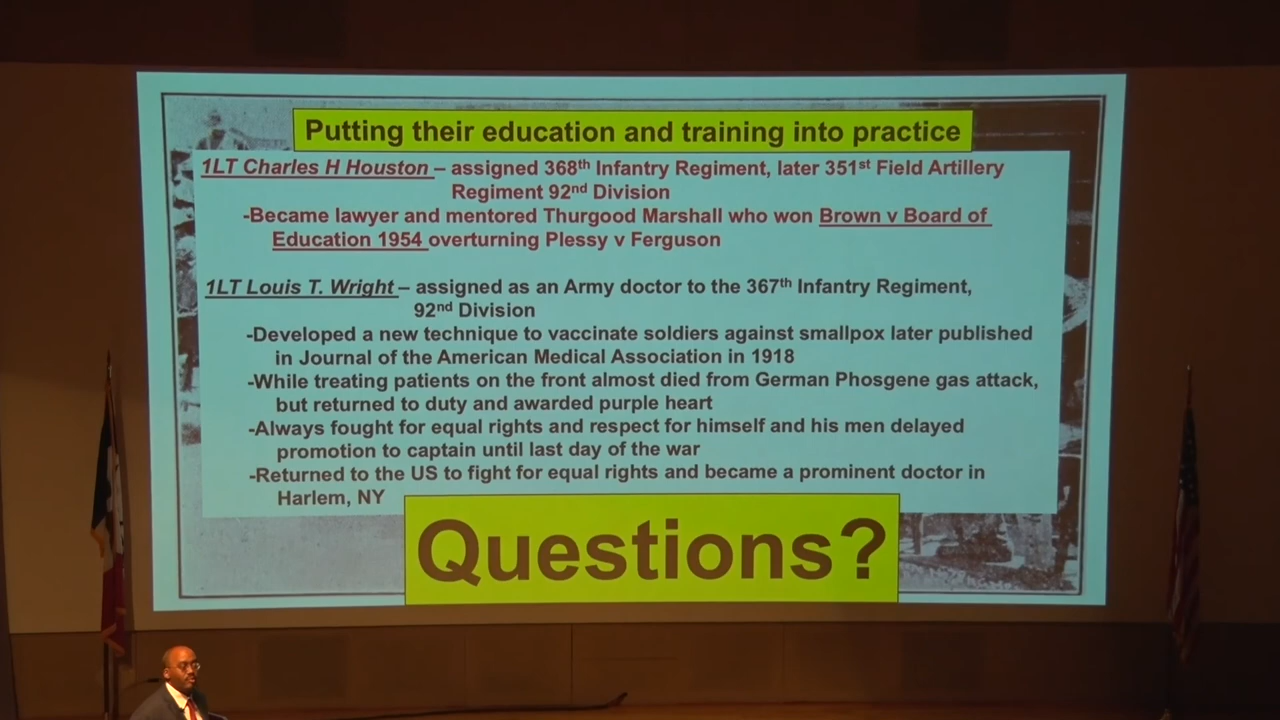 Putting their education and training into practice
1LT Charles H Houston – assigned 368th Infantry Regiment, later 351st Field Artillery
Regiment 92nd Division
-Became lawyer and mentored Thurgood Marshall who won Brown v Board of
Education 1954 overturning Plessy v Ferguson
1LT Louis T. Wright – assigned as an Army doctor to the 367th Infantry Regiment,
92nd Division
-Developed a new technique to vaccinate soldiers against smallpox later published
in Journal of the American Medical Association in 1918
-While treating patients on the front almost died from German Phosgene gas attack,
but returned to duty and awarded purple heart
-Always fought for equal rights and respect for himself and his men delayed
promotion to captain until last day of the war
-Returned to the US to fight for equal rights and became a prominent doctor in
Harlem, NY
Questions?